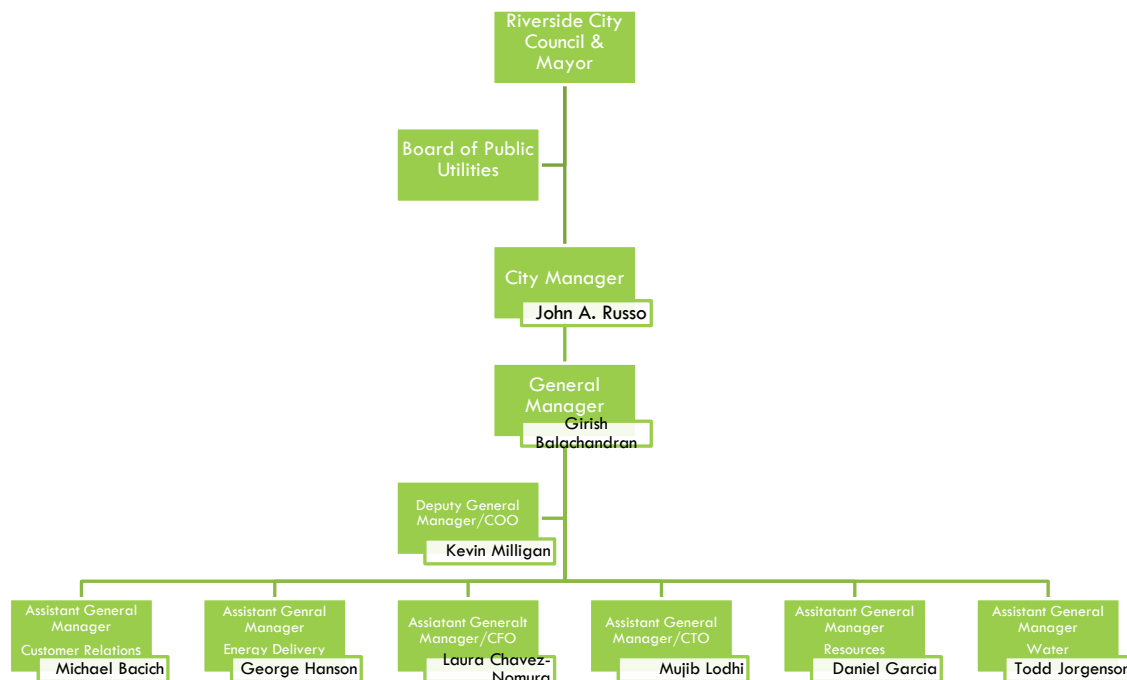 Riverside City
Council &
Mayor
Board of Public
Utilities
City Manager
John A. Russo
General
Manager
Girish
Balachandran
Deputy General
Manager/COO
Kevin Milligan
Assistant General
Manager
Customer Relations
Michael Bacich
Assistant Genral
Manager
Energy Delivery
George Hanson
Assiatant Generalt
Manager/CFO
Laura Chavez-
Nomura
Assistant General
Manager/CTO
Mujib Lodhi
Assitatant General
Manager
Resources
Daniel Garcia
Assistant General
Manager
Water
Todd Jorgenson